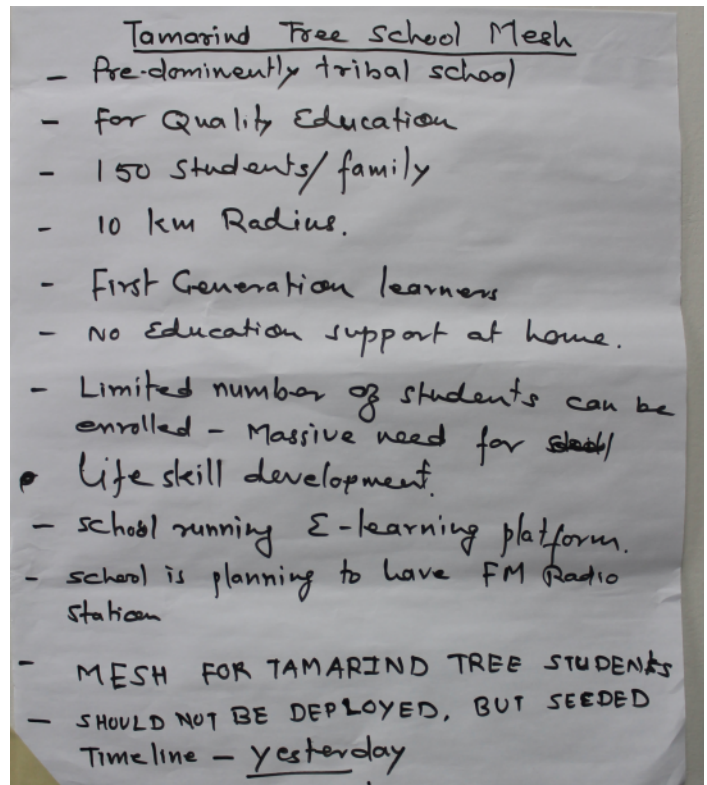 Tamarind Tree School Mesh
- Pre-dominently tribal school
- For Quality Education
- 150 Students/family
- 10 km Radius.
- First Generation learners
- No Education support at home.
- Limited number of students can be
enrolled - Massive need for
• Life skill development.
- School running E-learning platform.
- School is planning to have FM Radio
Station
- MESH FOR TAMARIND TREE STUDENTS
- SHOULD NOT BE DEPLOYED, BUT SEEDED
Timeline - yesterday